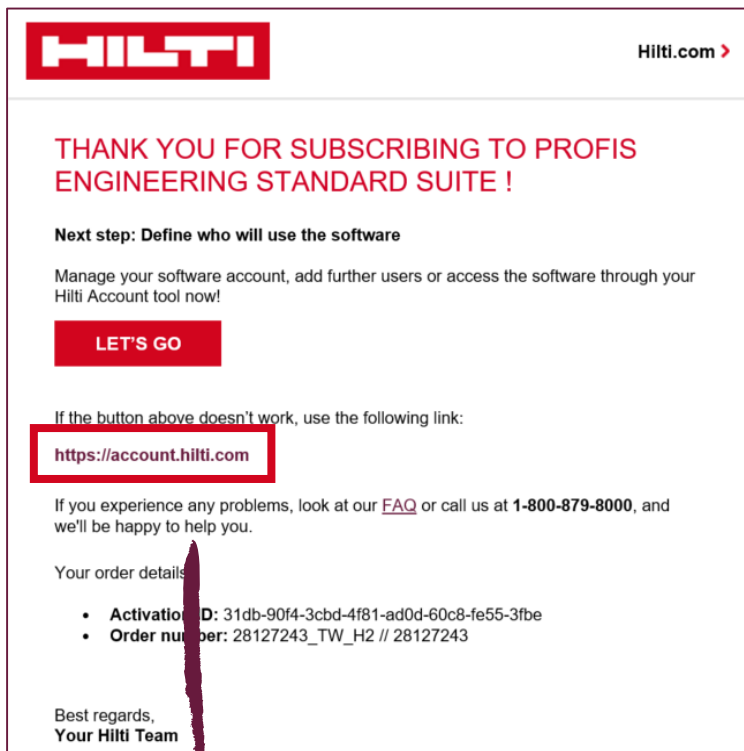 HILTI
Hilti.com >
THANK YOU FOR SUBSCRIBING TO PROFIS
ENGINEERING STANDARD SUITE !
Next step: Define who will use the software
Manage your software account, add further users or access the software through your
Hilti Account tool now!
LET'S GO
If the button above doesn't work, use the following link:
https://account.hilti.com
If you experience any problems, look at our FAQ or call us at 1-800-879-8000, and
we'll be happy to help you.
Your order details
• Activation ID: 31db-90f4-3cbd-4f81-ad0d-60c8-fe55-3fbe
• Order number: 28127243_TW_H2 // 28127243
Best regards,
Your Hilti Team